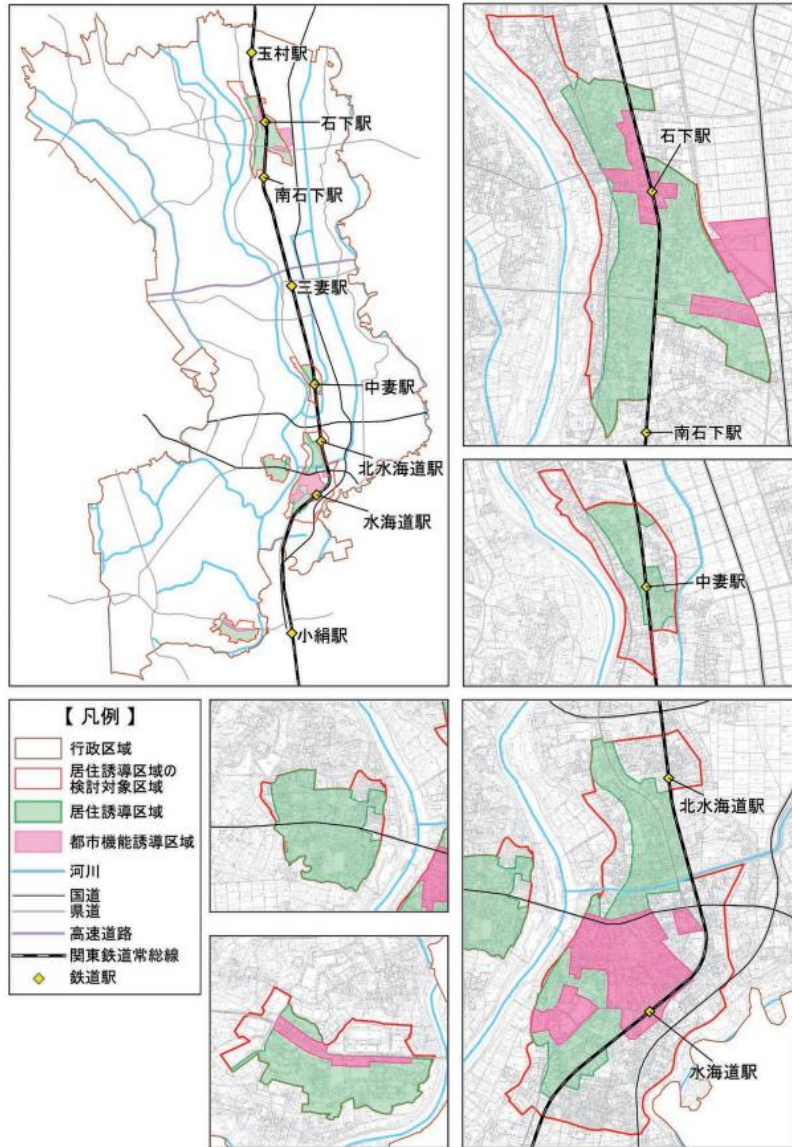 玉村駅
石下駅
南石下駅
三妻駅
中妻駅
北水海道駅
水海道駅
小絹駅
石下駅
南石下駅
中妻駅
【 凡例 】
行政区域
居住誘導区域の
検討対象区域
居住誘導区域
都市機能誘導区域
河川
国道
県道
高速道路
関東鉄道常総線
鉄道駅
北水海道駅
水海道駅